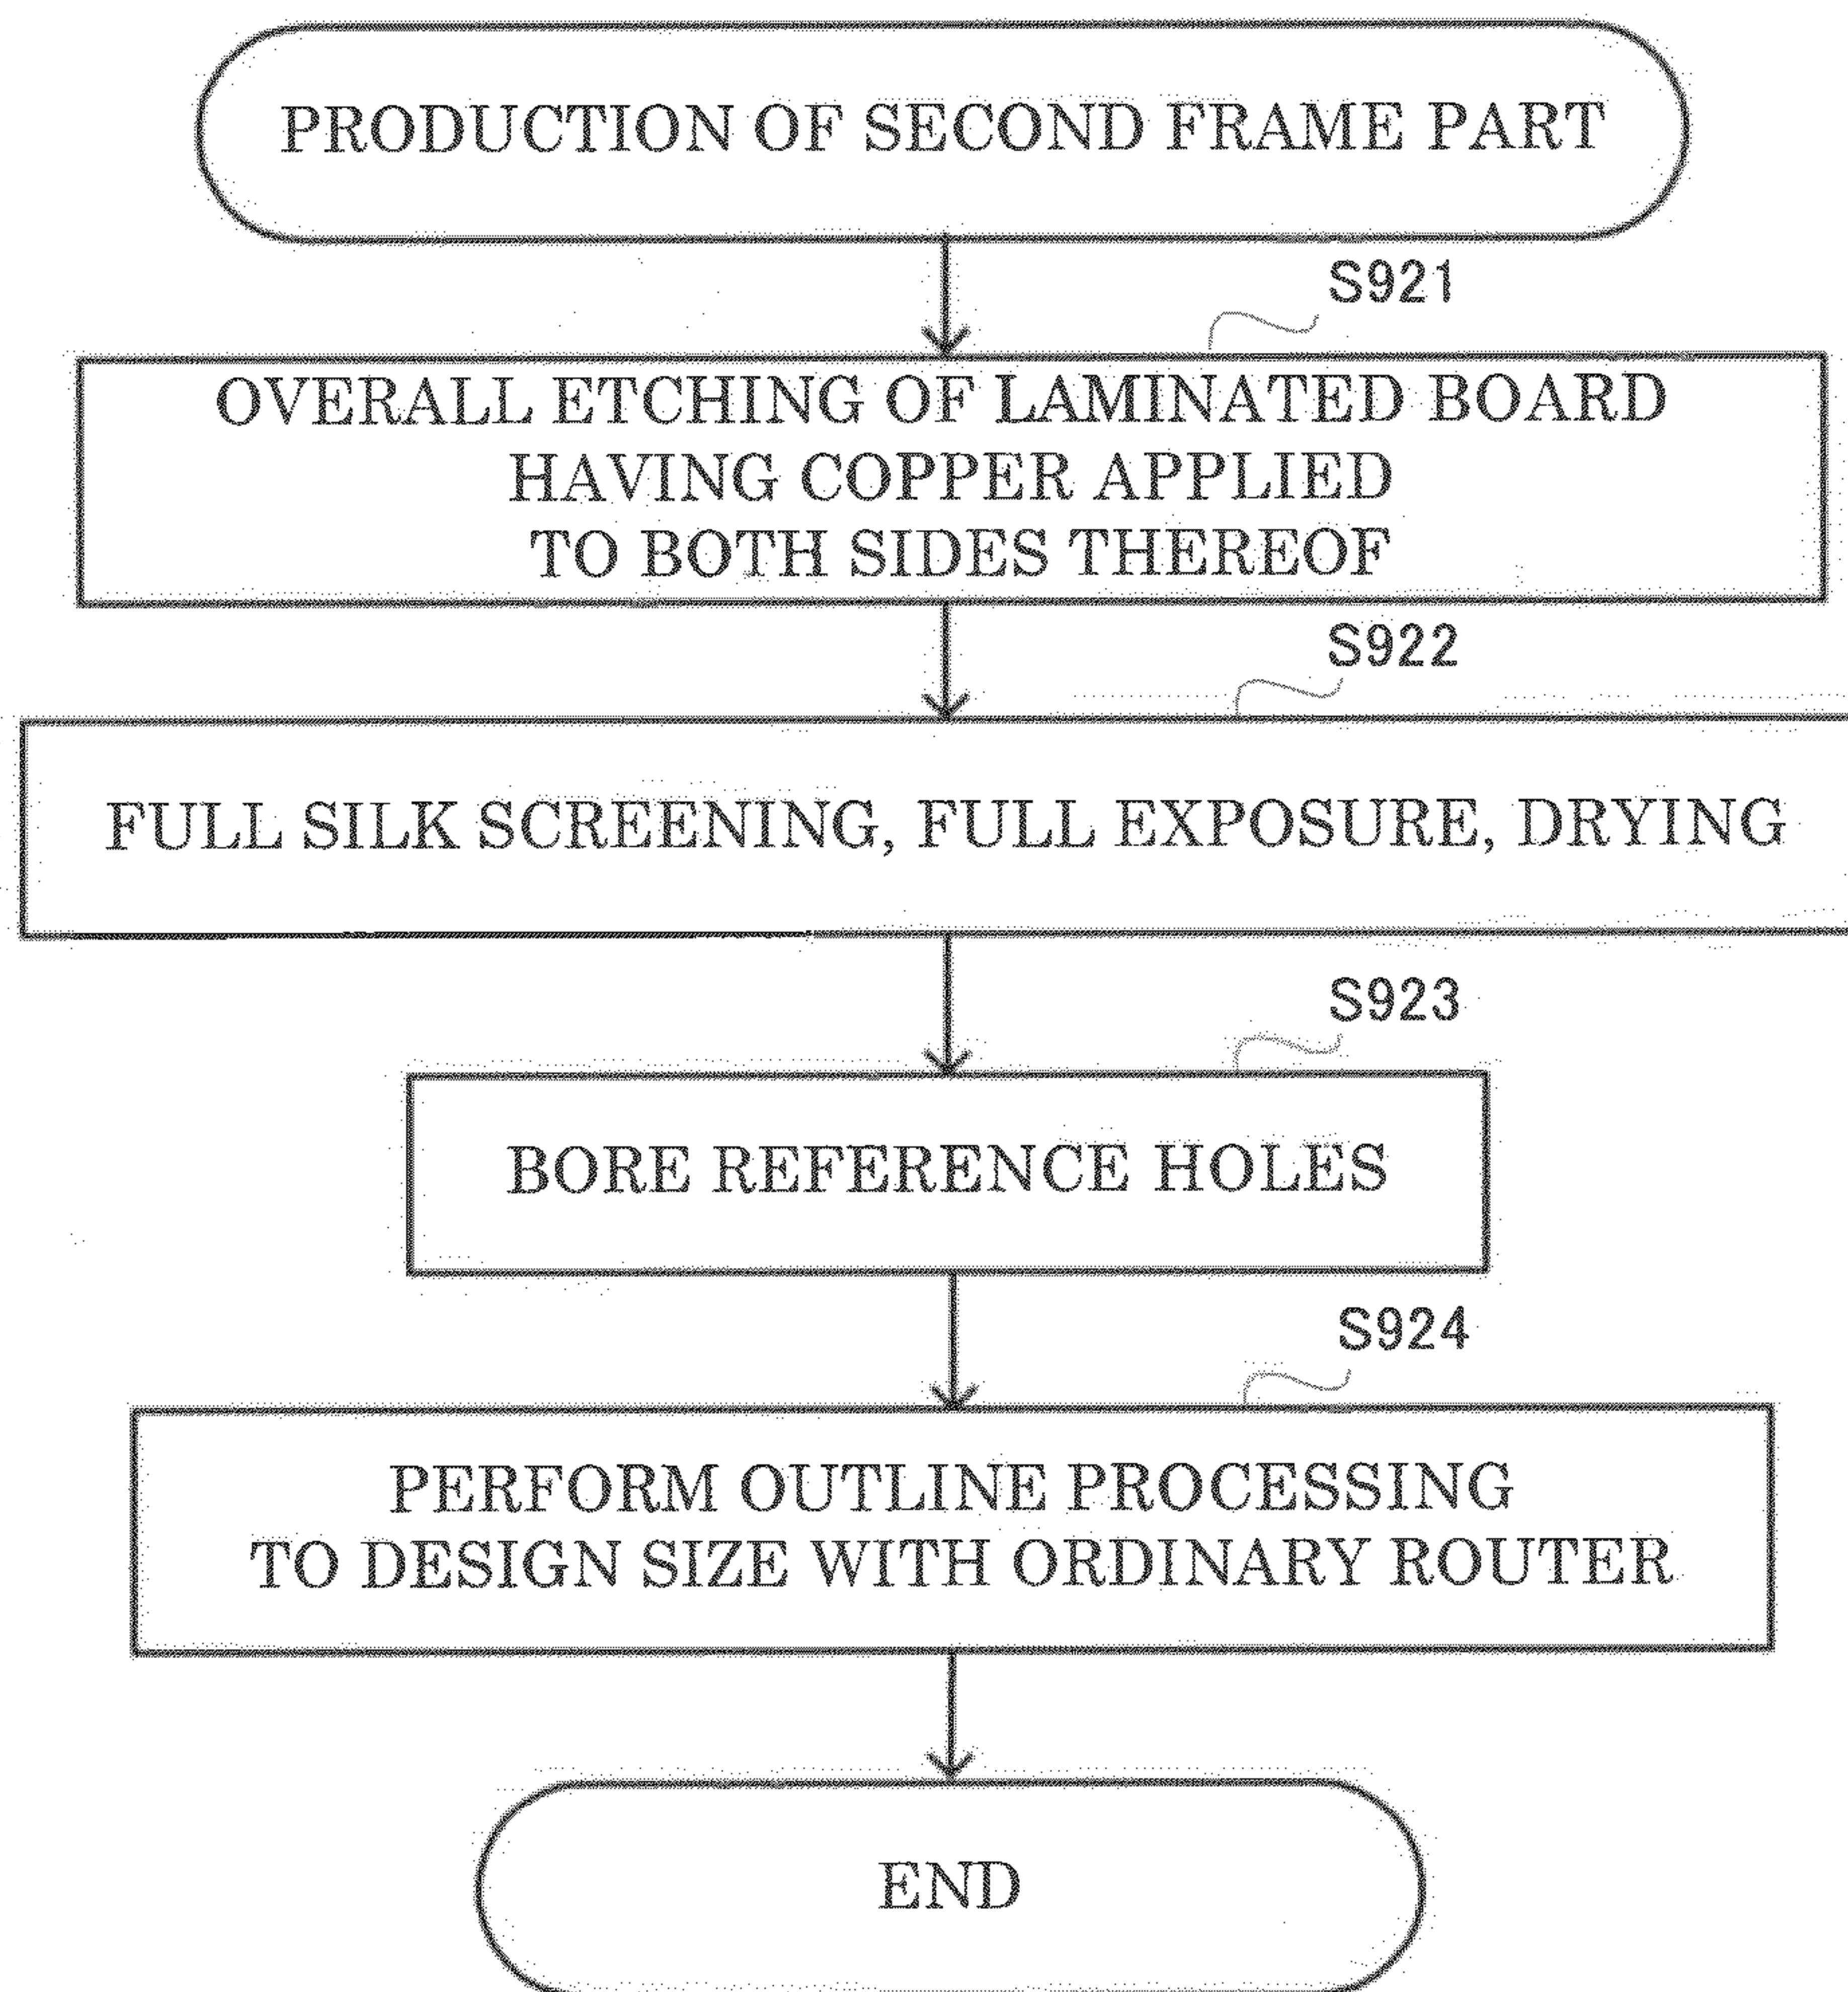 PRODUCTION OF SECOND FRAME PART
S921
OVERALL ETCHING OF LAMINATED BOARD
HAVING COPPER APPLIED
TO BOTH SIDES THEREOF
S922
FULL SILK SCREENING, FULL EXPOSURE, DRYING
S923
BORE REFERENCE HOLES
S924
PERFORM OUTLINE PROCESSING
TO DESIGN SIZE WITH ORDINARY ROUTER
END